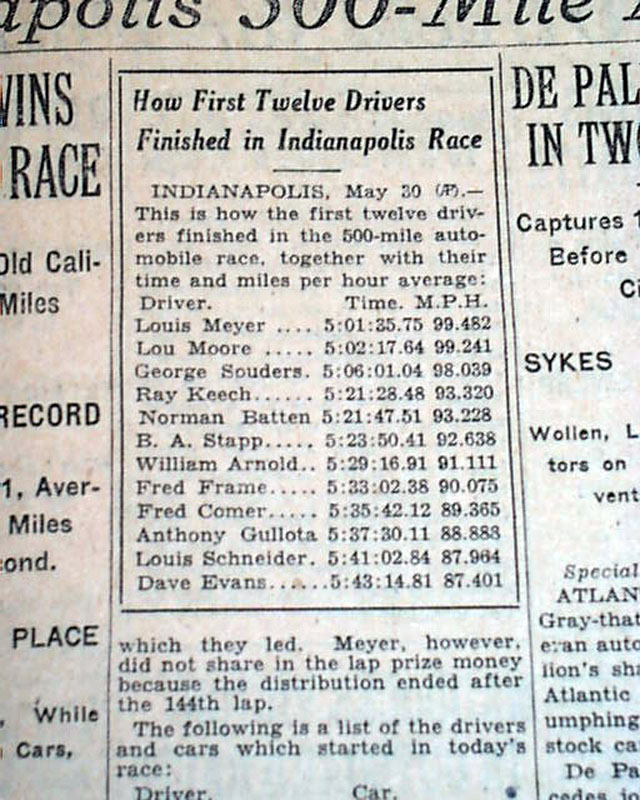 500-Mile
WINS
RACE
Old Cali-
Miles
RECORD
1, Aver-
Miles
ond.
PLACE
While
Cars,
How First Twelve Drivers
Finished in Indianapolis Race
INDIANAPOLIS, May 30 (AP).—
This is how the first twelve driv-
ers finished in the 500-mile auto-
mobile race, together with their
time and miles per hour average:
Driver. Time. M.P.H.
Louis Meyer .... 5:01:35.75 99.482
Lou Moore ..... 5:02:17.64 99.241
George Souders. 5:06:01.04 98.039
Ray Keech...... 5:21:28.48 93.320
Norman Batten 5:21:47.51 93.228
B. A. Stapp..... 5:23:50.41 92.638
William Arnold.. 5:29:16.91 91.111
Fred Frame..... 5:33:02.38 90.075
Fred Comer.... 5:35:42.12 89.365
Anthony Gullota 5:37:30.11 88.888
Louis Schneider. 5:41:02.84 87.964
Dave Evans......5:43:14.81 87.401
which they led. Meyer, however,
did not share in the lap prize money
because the distribution ended after
the 144th lap.
The following is a list of the drivers
and cars which started in today's
race:
Driver. Car.
DE PAL
IN TWO
Captures 1
Before
Ci
SYKES
Wollen, L
tors on
vent
Special
ATLAN
Gray-that
eran auto
lion's sha
Atlantic
umphing
stock ca
De Pa